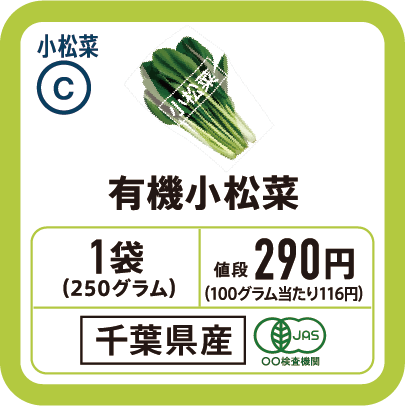 小松菜
C
小松菜
有機小松菜
1袋
(250グラム)
値段 290円
(100グラム当たり116円)
千葉県産
JAS
〇〇検査機関